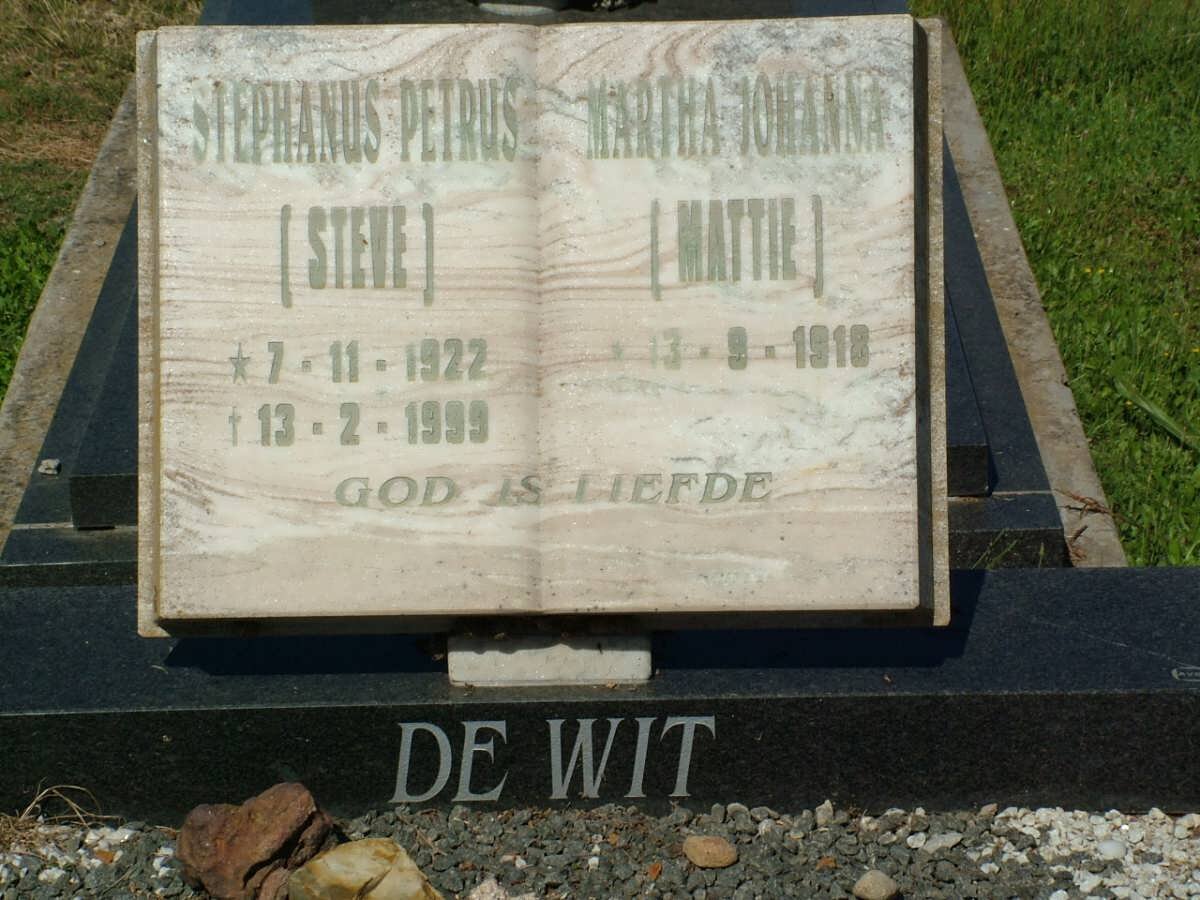 STEPHANUS PETRUS
[STEVE]
* 7 - 11 - 1922
† 13 - 2 - 1999
MARTHA JOHANNA
[MATTIE]
* 13 - 9 - 1918
GOD IS LIEFDE
DE WIT